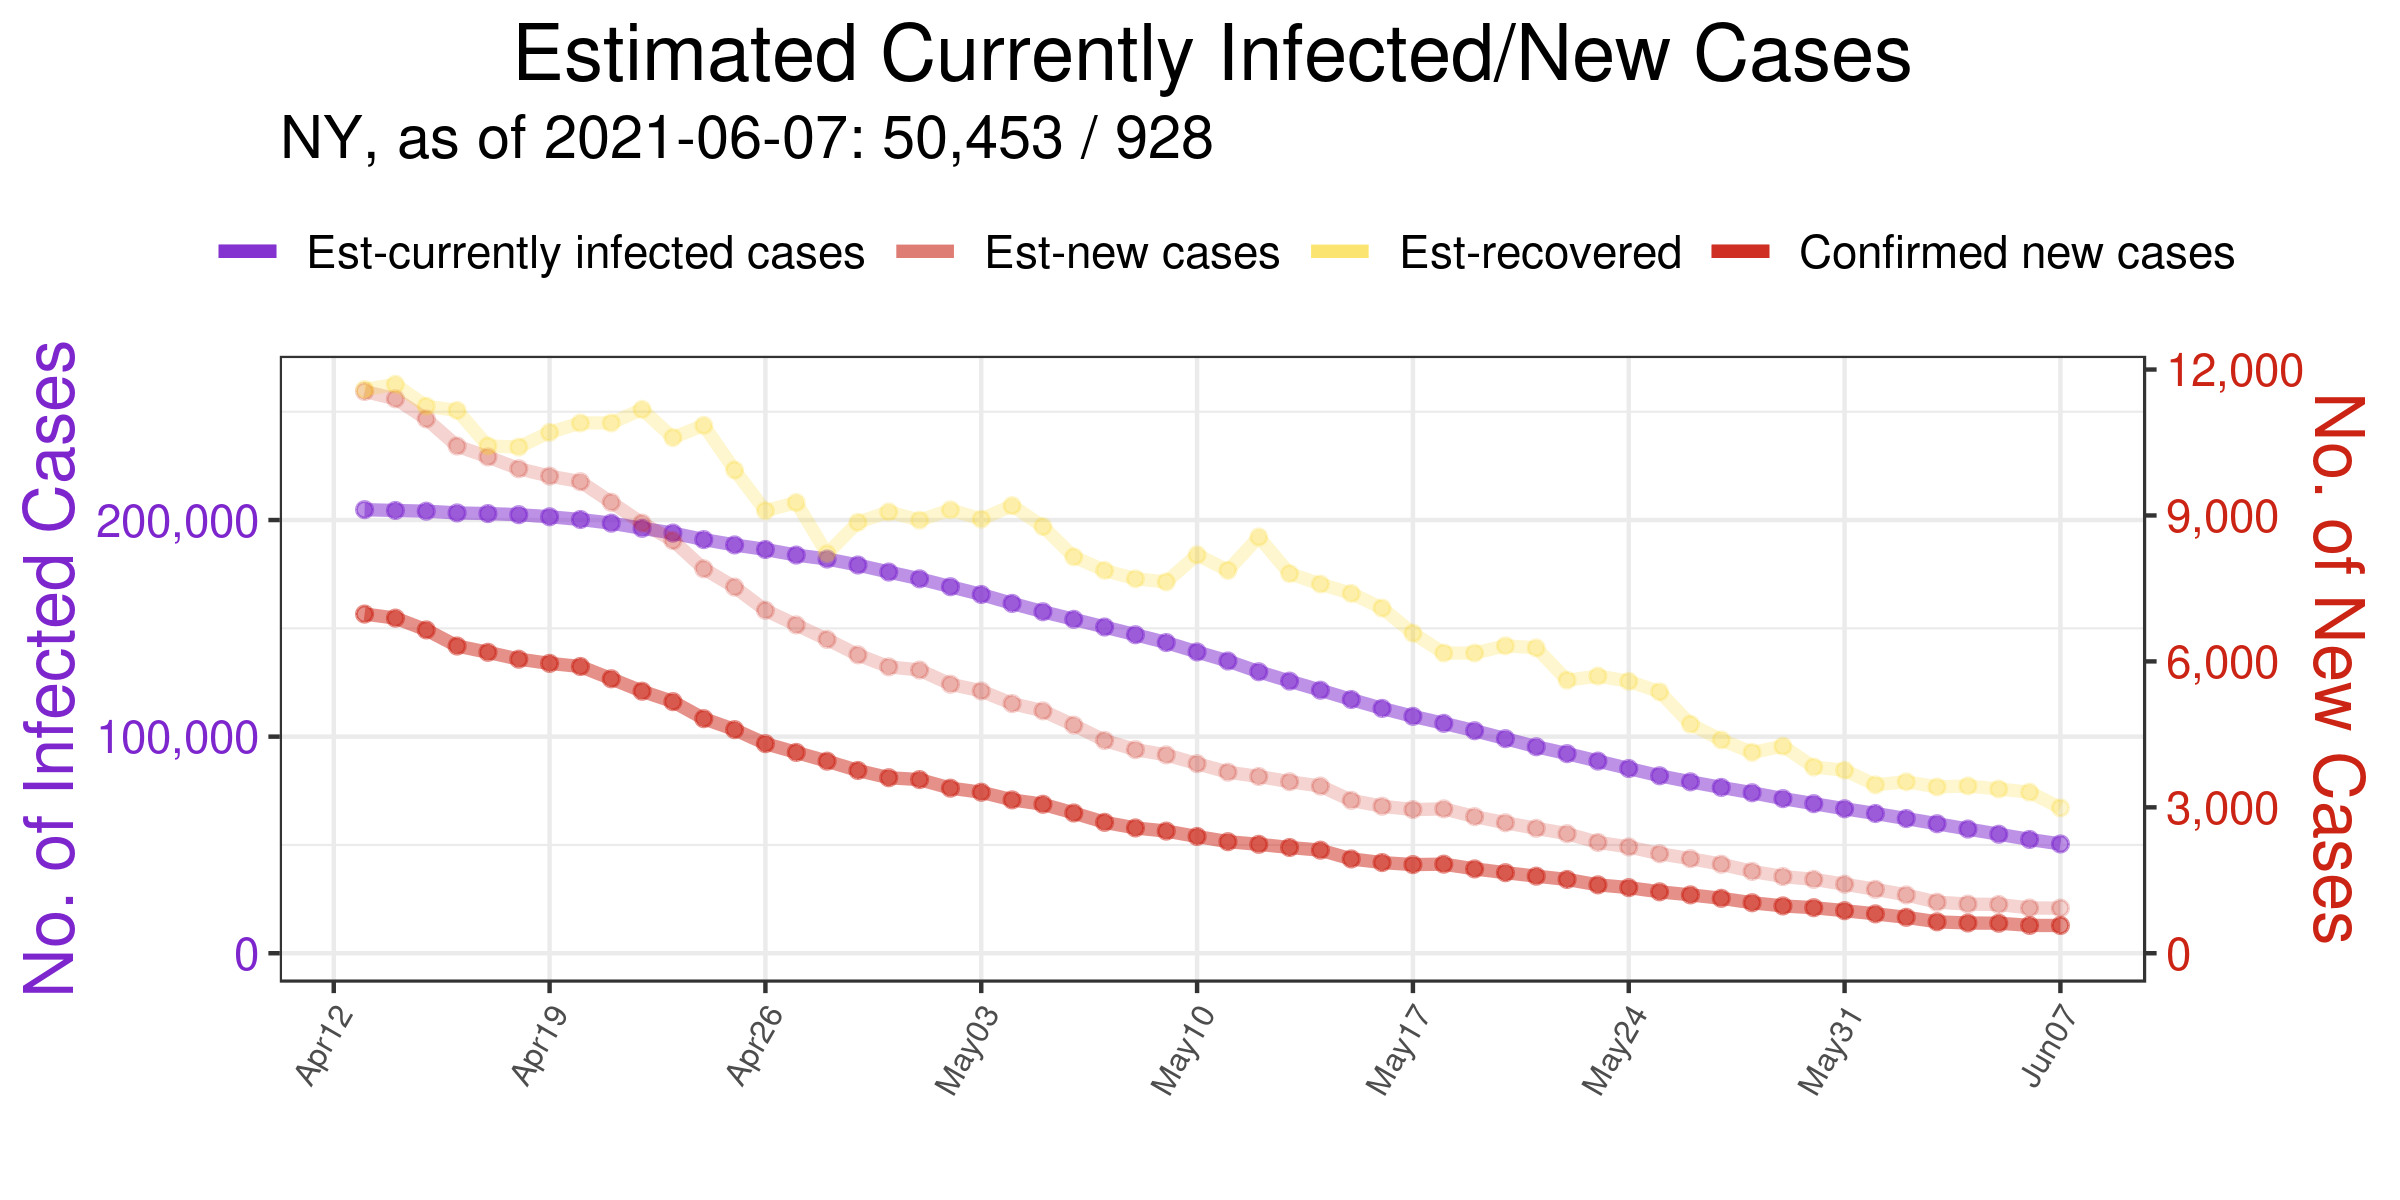 Estimated Currently Infected/New Cases
NY, as of 2021-06-07: 50,453 / 928
Est-currently infected cases Est-new cases Est-recovered Confirmed new cases
No. of Infected Cases
200,000
100,000
0
12,000
9,000
6,000
3,000
0
No. of New Cases
Apr12 Apr19 Apr26 May03 May10 May17 May24 May31 Jun07